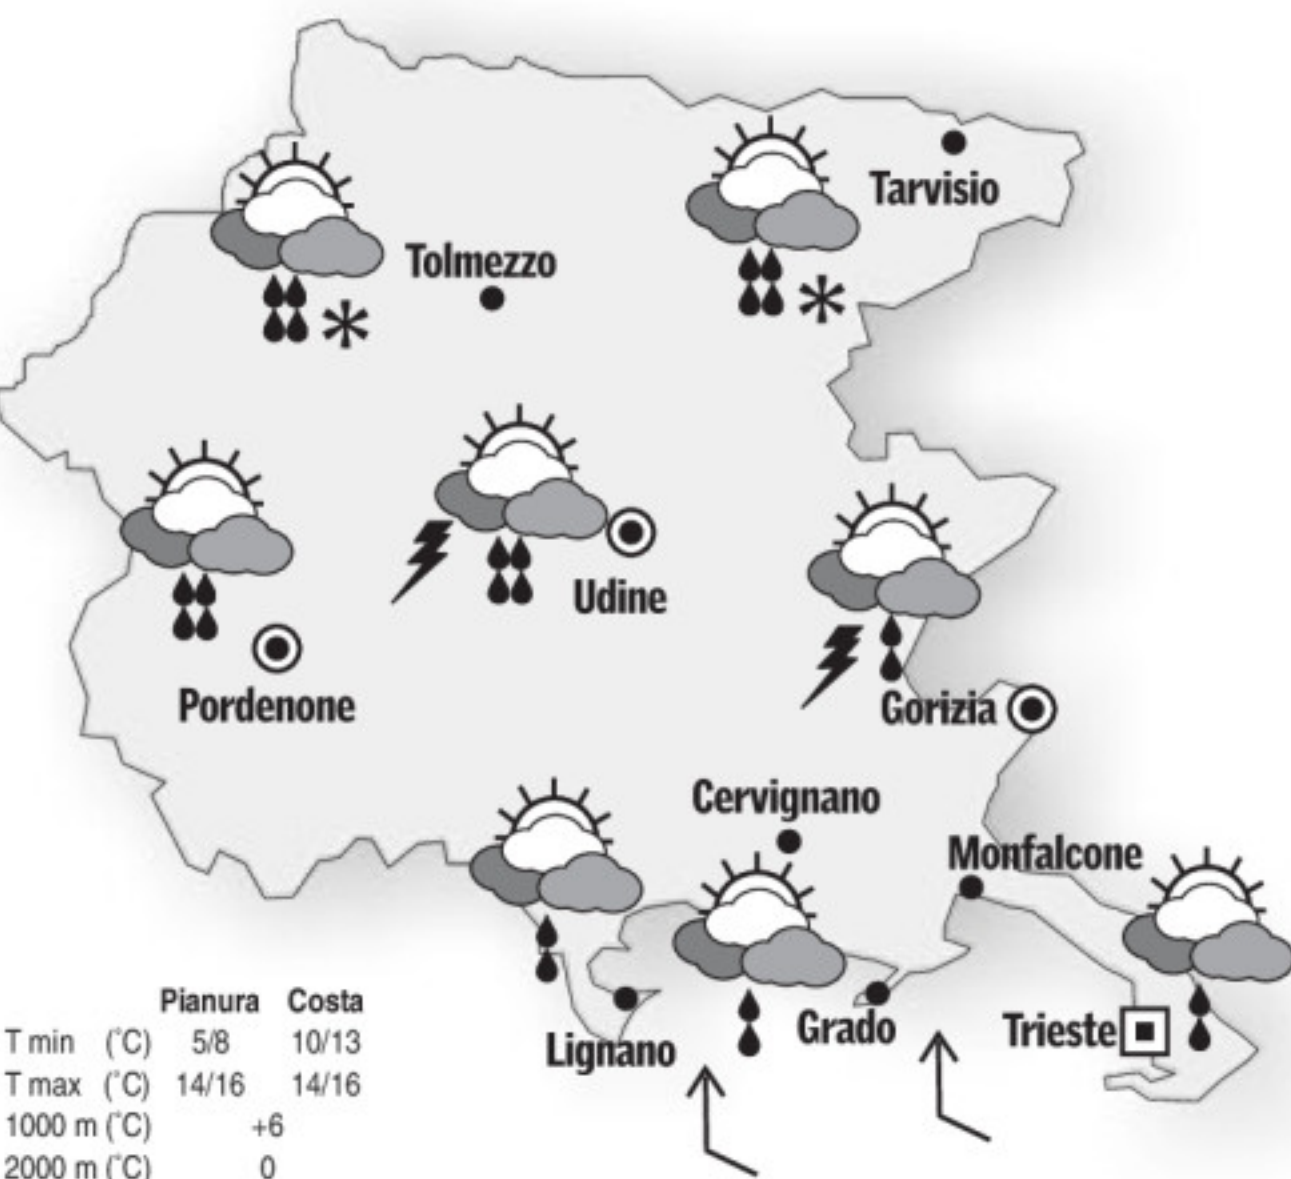 Tarvisio
Tolmezzo
Udine
Pordenone
Gorizia
Cervignano
Monfalcone
Lignano
Grado
Trieste
Pianura Costa
T min (°C) 5/8 10/13
T max (°C) 14/16 14/16
1000 m (°C) +6
2000 m (°C) 0